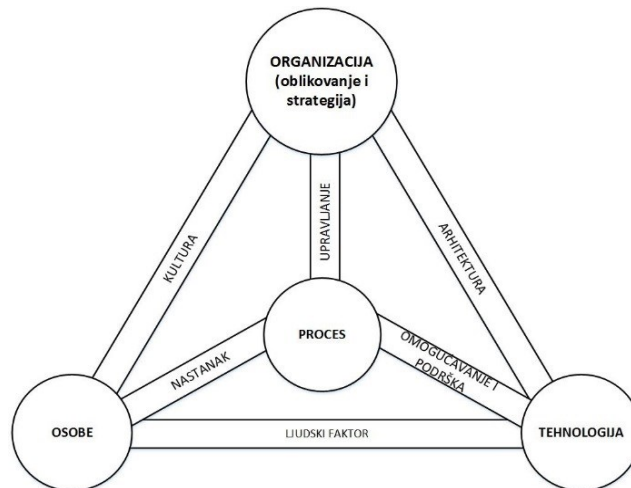 ORGANIZACIJA
(oblikovanje i
strategija)
KULTURA
UPRAVLJANJE
ARHITEKTURA
PROCES
NASTANAK
OMOGUĆAVANJE I
PODRŠKA
OSOBE
LJUDSKI FAKTOR
TEHNOLOGIJA